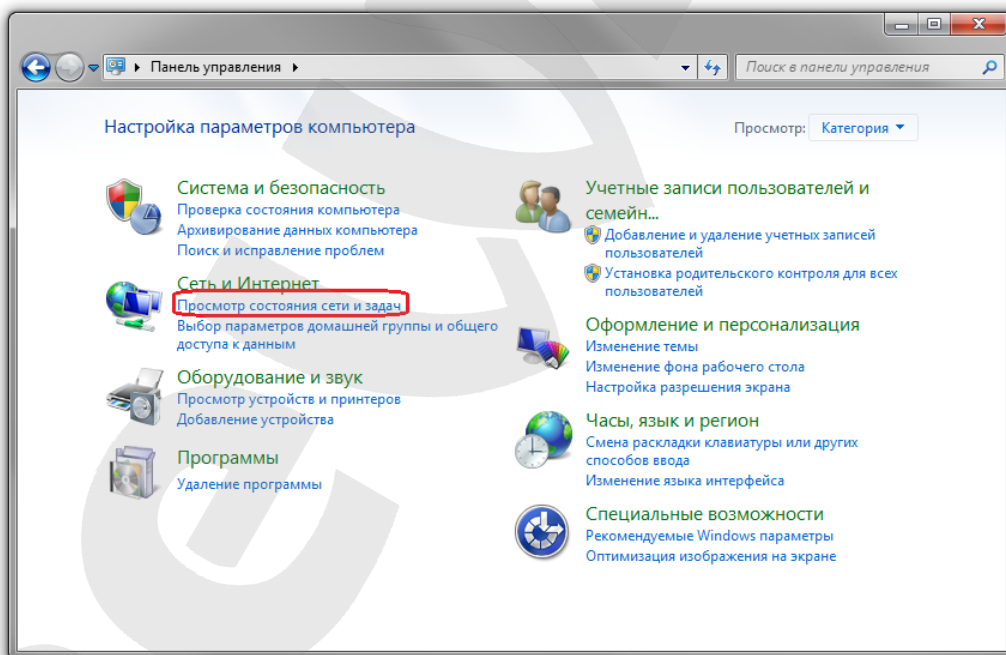 Панель управления
Поиск в панели управления
Настройка параметров компьютера
Просмотр: Категория
Система и безопасность
Проверка состояния компьютера
Архивирование данных компьютера
Поиск и исправление проблем
Сеть и Интернет
Просмотр состояния сети и задач
Выбор параметров домашней группы и общего
доступа к данным
Оборудование и звук
Просмотр устройств и принтеров
Добавление устройства
Программы
Удаление программы
Учетные записи пользователей и
семейн...
Добавление и удаление учетных записей
пользователей
Установка родительского контроля для всех
пользователей
Оформление и персонализация
Изменение темы
Изменение фона рабочего стола
Настройка разрешения экрана
Часы, язык и регион
Смена раскладки клавиатуры или других
способов ввода
Изменение языка интерфейса
Специальные возможности
Рекомендуемые Windows параметры
Оптимизация изображения на экране